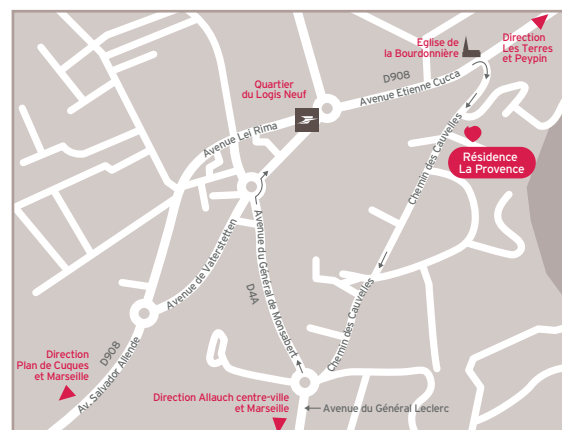 Église de
la Bourdonnière
Direction
Les Terres
et Peypin
D908
Avenue Etienne Cucca
Quartier
du Logis Neuf
Avenue Lei Rima
Chemin des Cauvelles
Résidence
La Provence
Avenue de Vaterstetten
Avenue du Général de Monsabert
D4A
Chemin des Cauvelles
D908
Av. Salvador Allende
Direction
Plan de Cuques
et Marseille
Direction Allauch centre-ville
et Marseille
Avenue du Général Leclerc